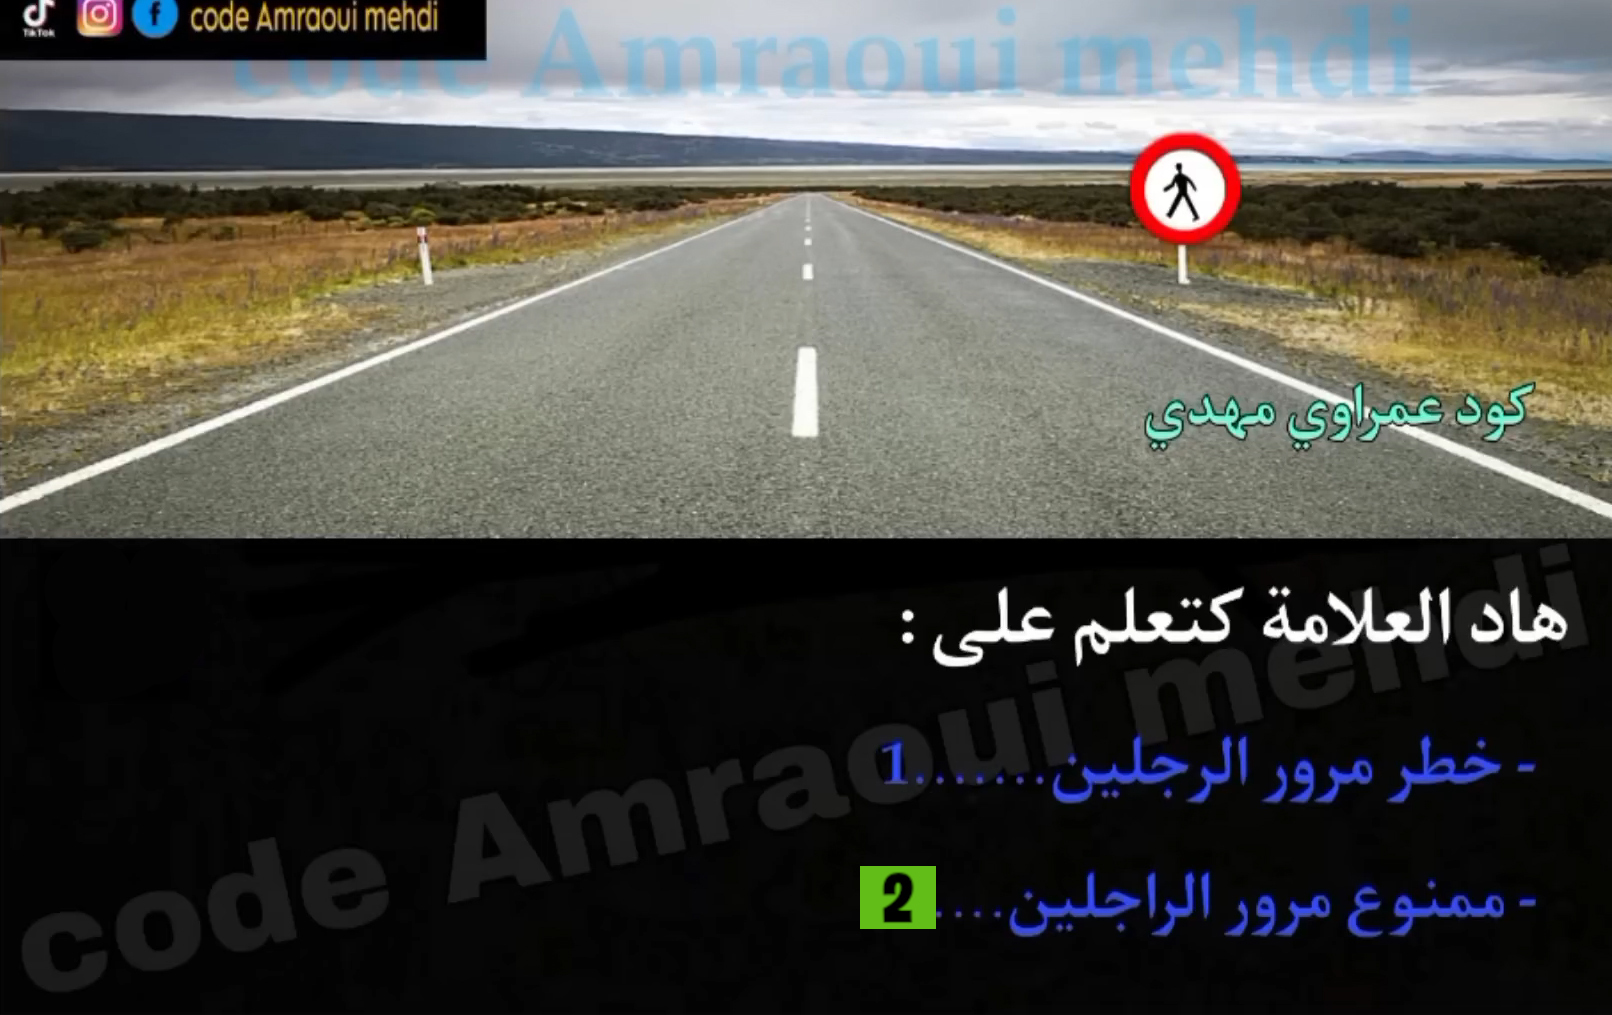 TikTok code Amraoui mehdi
code Amraoui mehdi
كود عمراوي مهدي
هاد العلامة كتعلم على :
- خطر مرور الرجلين.......1
- ممنوع مرور الراجلين....2
code Amraoui mehdi